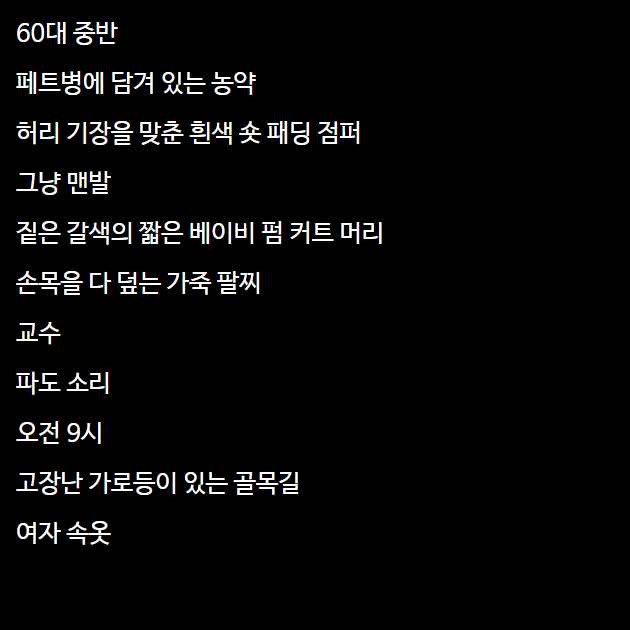 60대 중반
페트병에 담겨 있는 농약
허리 기장을 맞춘 흰색 숏 패딩 점퍼
그냥 맨발
짙은 갈색의 짧은 베이비 펌 커트 머리
손목을 다 덮는 가죽 팔찌
교수
파도 소리
오전 9시
고장난 가로등이 있는 골목길
여자 속옷